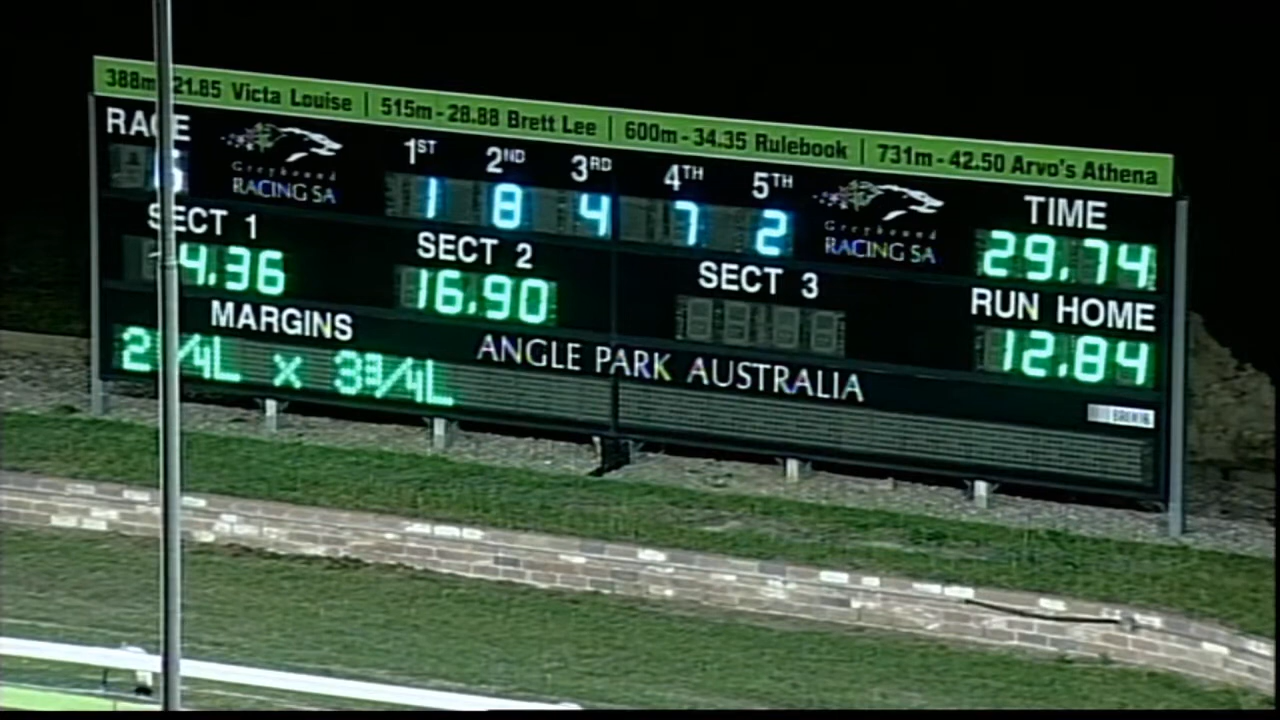 388m 21.85 Victa Louise | 515m - 28.88 Brett Lee | 600m - 34.35 Rulebook | 731m - 42.50 Arvo's Athena
RACE
Greyhound
RACING SA
1ST 2ND 3RD 4TH 5TH
1 8 4 7 2
Greyhound
RACING SA
TIME
29.74
SECT 1
4.36
SECT 2
16.90
SECT 3
RUN HOME
12.84
MARGINS
x 3 3/4L
ANGLE PARK AUSTRALIA